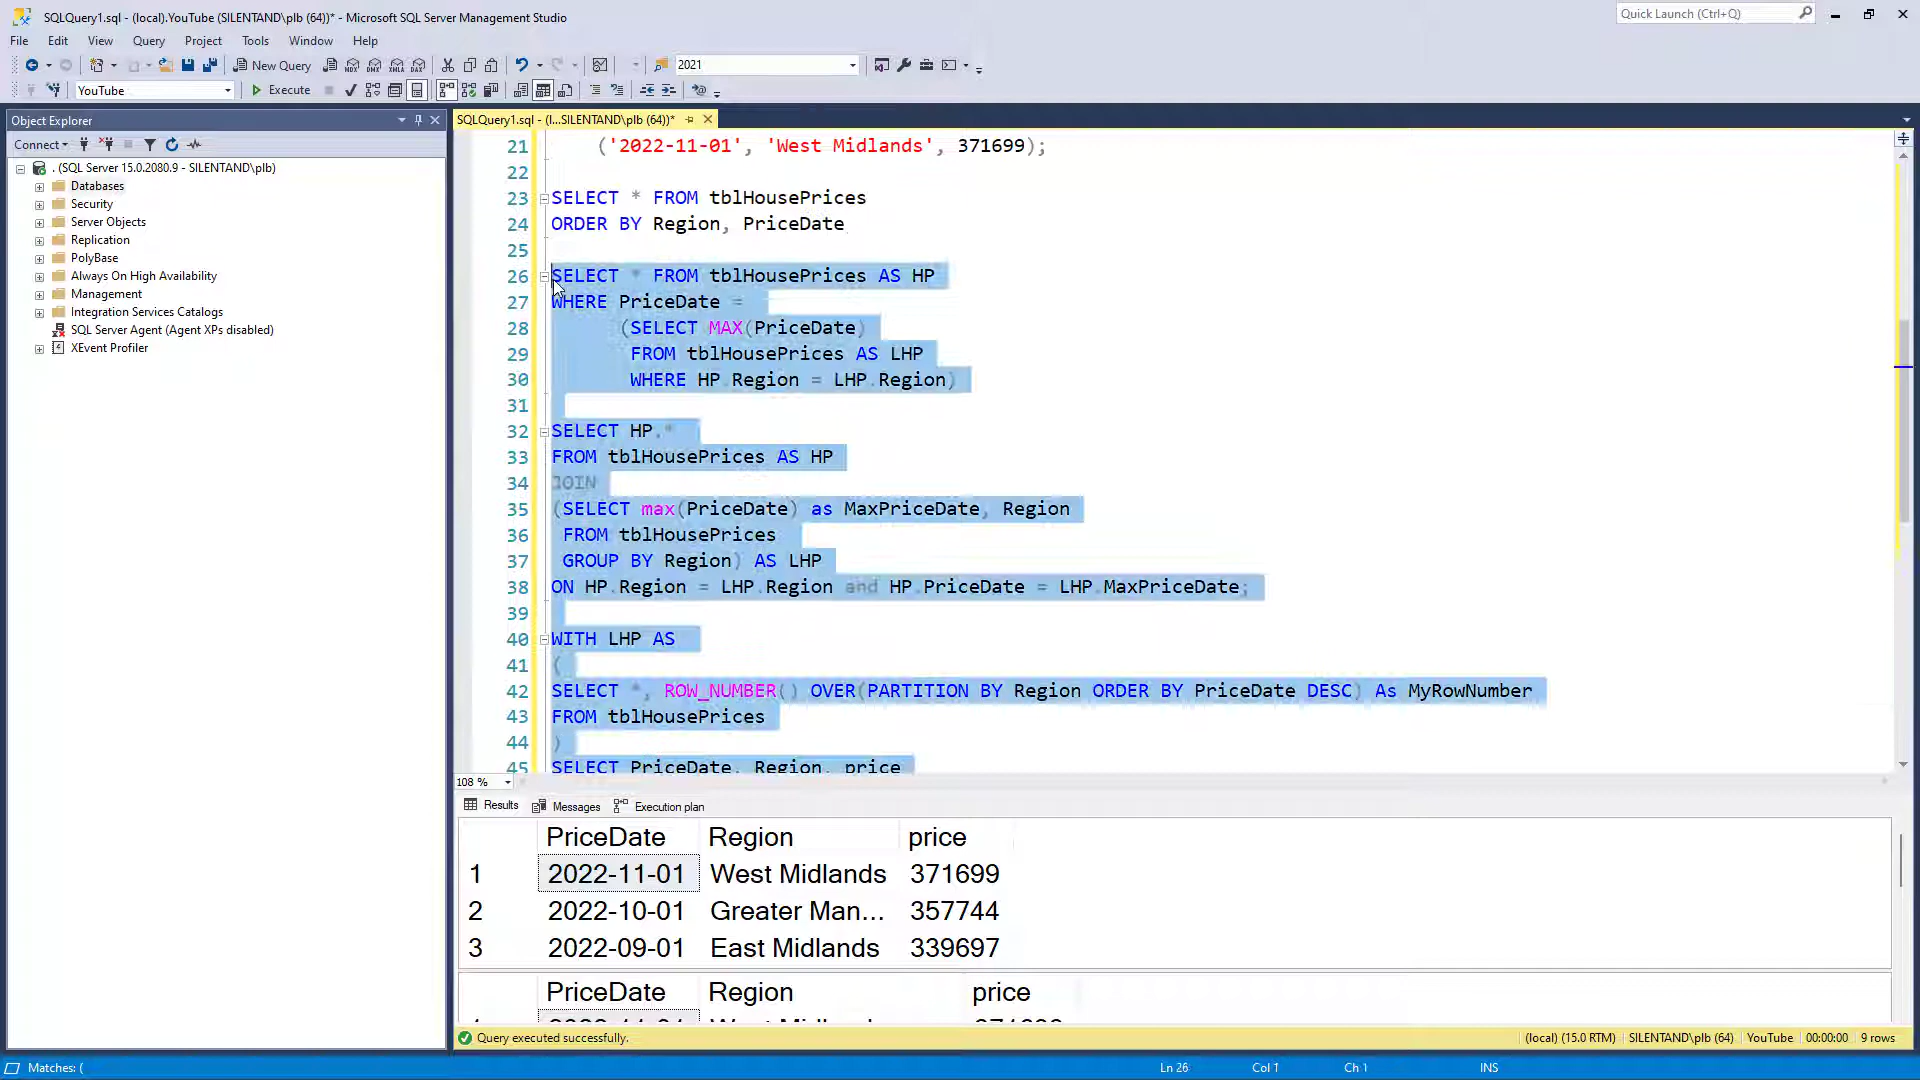 SQLQuery1.sql - (local).YouTube (SILENTAND\plb (64))* - Microsoft SQL Server Management Studio
Quick Launch (Ctrl+Q)
File Edit View Query Project Tools Window Help
New Query 2021
YouTube Execute
Object Explorer
Connect
. (SQL Server 15.0.2080.9 - SILENTAND\plb)
Databases
Security
Server Objects
Replication
PolyBase
Always On High Availability
Management
Integration Services Catalogs
SQL Server Agent (Agent XPs disabled)
XEvent Profiler
SQLQuery1.sql - (l...SILENTAND\plb (64))*
21 ('2022-11-01', 'West Midlands', 371699);
22
23 SELECT * FROM tblHousePrices
24 ORDER BY Region, PriceDate
25
26 SELECT * FROM tblHousePrices AS HP
27 WHERE PriceDate =
28 (SELECT MAX(PriceDate)
29 FROM tblHousePrices AS LHP
30 WHERE HP.Region = LHP.Region)
31
32 SELECT HP.*
33 FROM tblHousePrices AS HP
34 JOIN
35 (SELECT max(PriceDate) as MaxPriceDate, Region
36 FROM tblHousePrices
37 GROUP BY Region) AS LHP
38 ON HP.Region = LHP.Region and HP.PriceDate = LHP.MaxPriceDate;
39
40 WITH LHP AS
41 (
42 SELECT *, ROW_NUMBER() OVER(PARTITION BY Region ORDER BY PriceDate DESC) As MyRowNumber
43 FROM tblHousePrices
44 )
45 SELECT PriceDate, Region, price
108 %
Results Messages Execution plan
PriceDate Region price
1 2022-11-01 West Midlands 371699
2 2022-10-01 Greater Man... 357744
3 2022-09-01 East Midlands 339697
PriceDate Region price
Query executed successfully. (local) (15.0 RTM) SILENTAND\plb (64) YouTube 00:00:00 9 rows
Matches: ( Ln 26 Col 1 Ch 1 INS